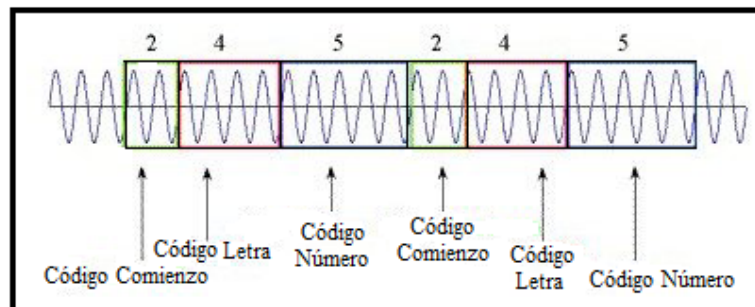 2 4 5 2 4 5
Código Comienzo
Código Letra
Código
Número
Código
Comienzo
Código
Letra
Código Número